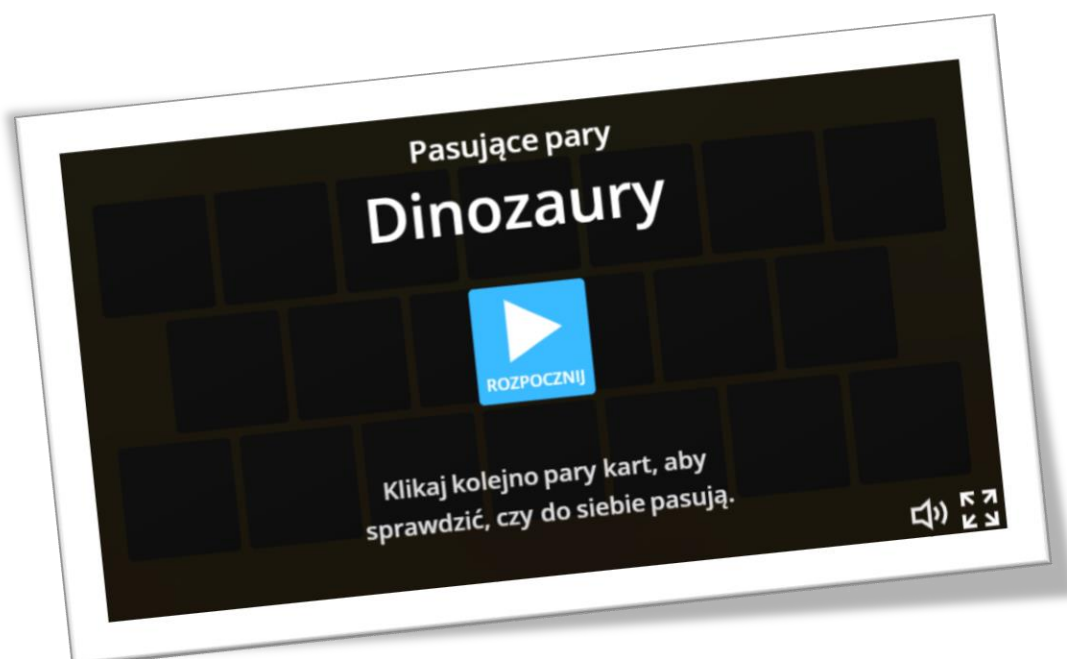 Pasujące pary
Dinozaury
ROZPOCZNIJ
Klikaj kolejno pary kart, aby
sprawdzić, czy do siebie pasują.